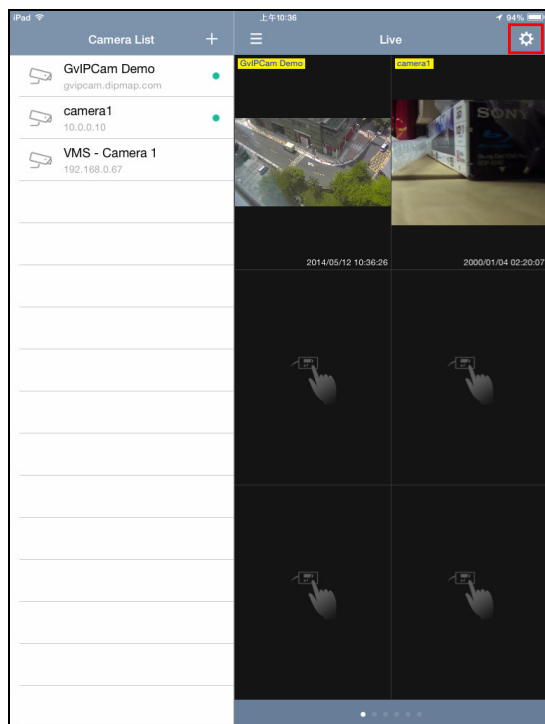 iPad
上午10:36
94%
Camera List
+
Live
GvIPCam Demo
gvipcam.dipmap.com
camera1
10.0.0.10
VMS - Camera 1
192.168.0.67
GvIPCam Demo
camera1
SONY
2014/05/12 10:36:26
2000/01/04 02:20:07